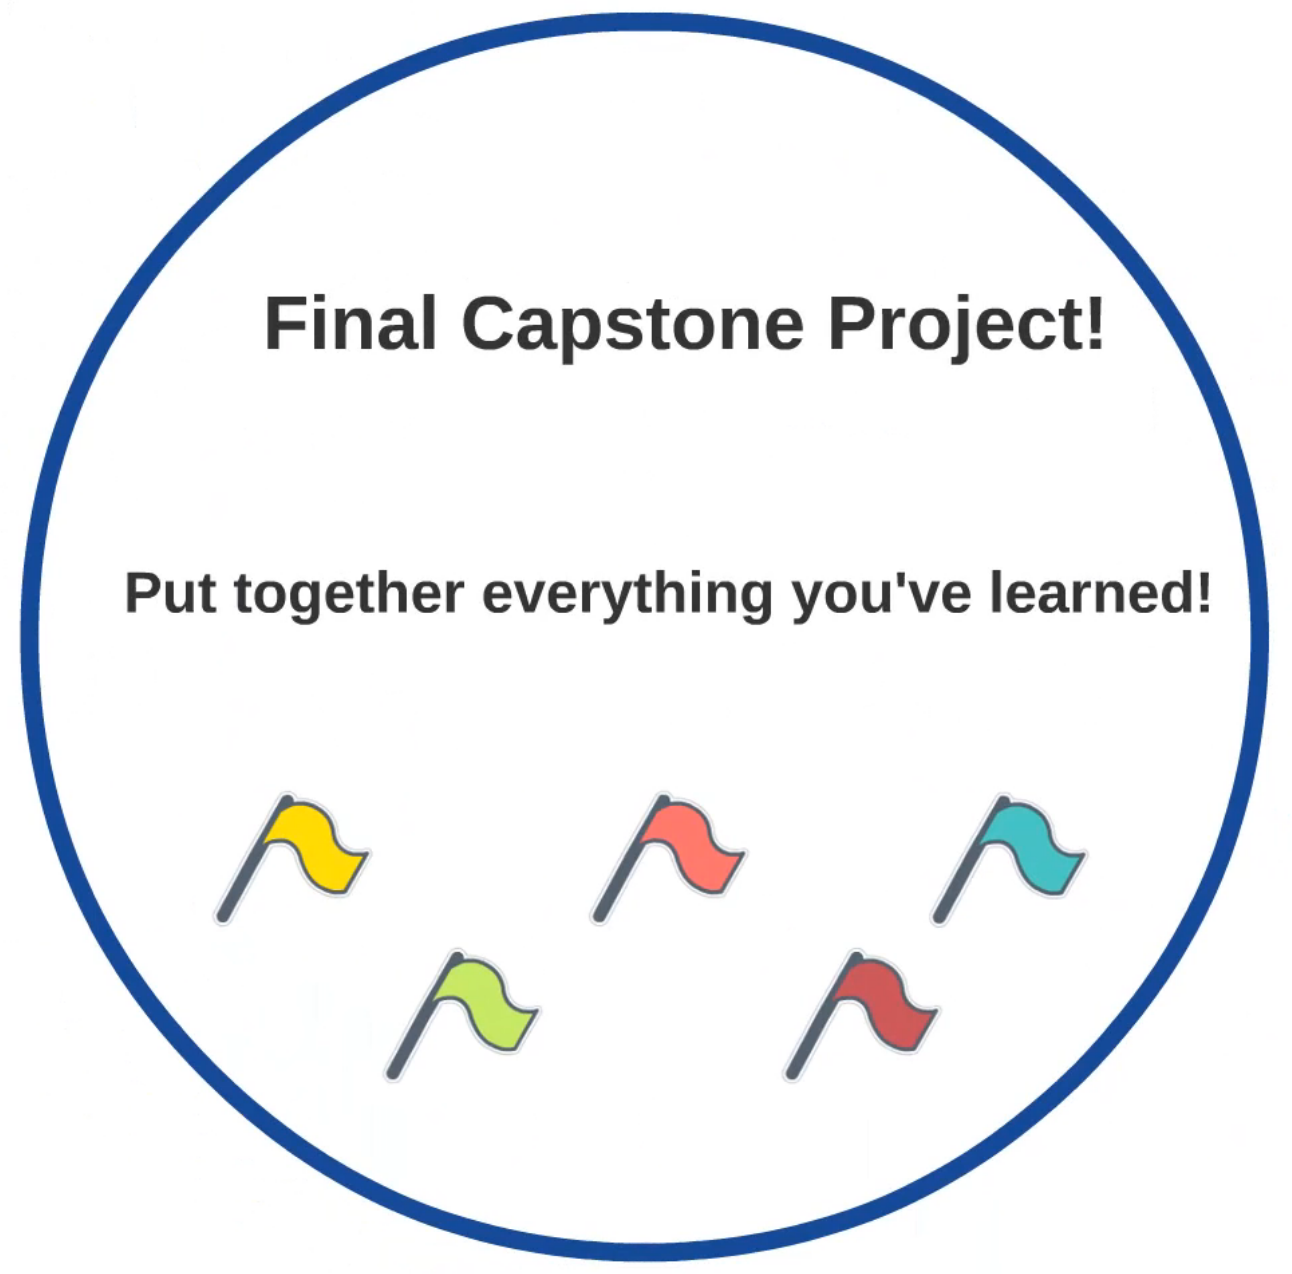 Final Capstone Project!
Put together everything you've learned!